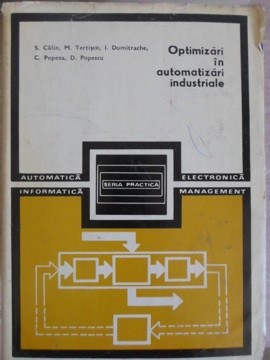 S. Călin, M. Tertișco, I. Dumitrache,
C. Popeea, D. Popescu
Optimizări
în
automatizări
industriale
AUTOMATICĂ
ELECTRONICĂ
SERIA PRACTICĂ
INFORMATICĂ
MANAGEMENT